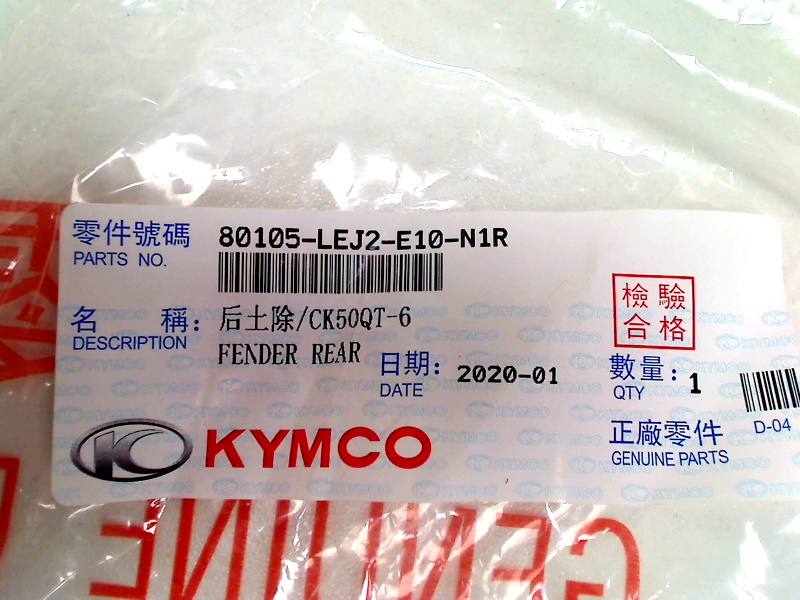 零件號碼 80105-LEJ2-E10-N1R
PARTS NO.
名 稱: 后土除/CK50QT-6
DESCRIPTION FENDER REAR
日期: 2020-01
DATE
檢驗
合格
數量: 1
QTY
KYMCO
正廠零件
GENUINE PARTS
D-04
GENUINE